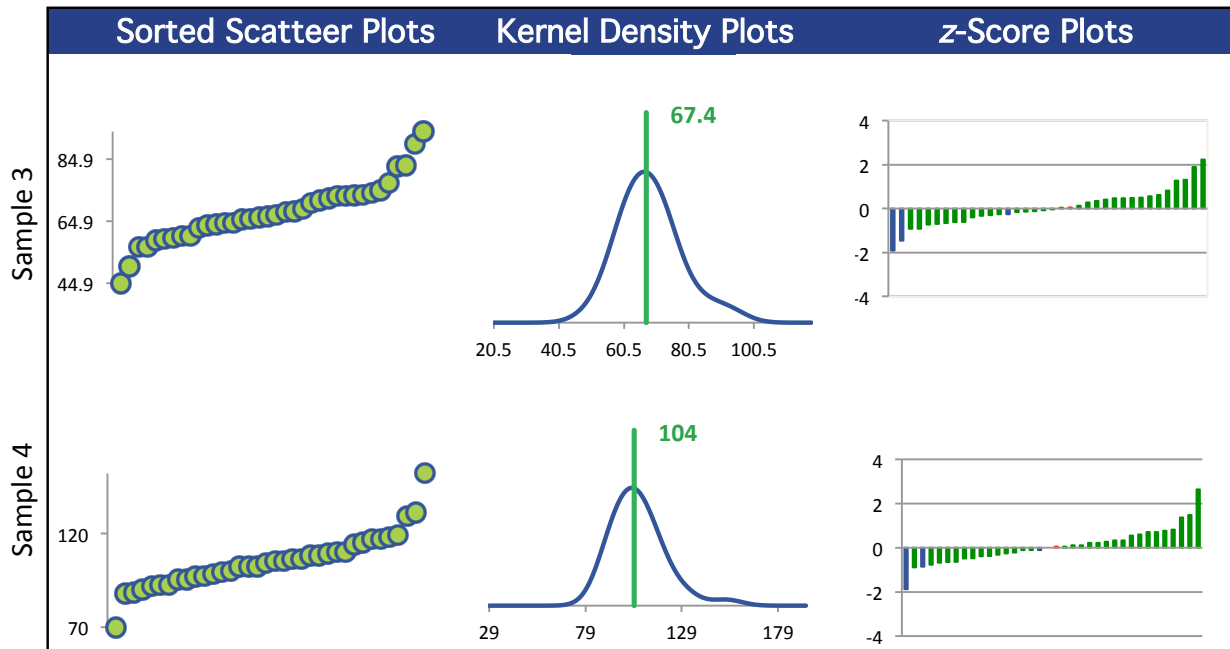 Sorted Scatteer Plots
Kernel Density Plots
z-Score Plots
Sample 3
84.9
64.9
44.9
67.4
20.5 40.5 60.5 80.5 100.5
4
2
0
-2
-4
Sample 4
120
70
104
29 79 129 179
4
2
0
-2
-4